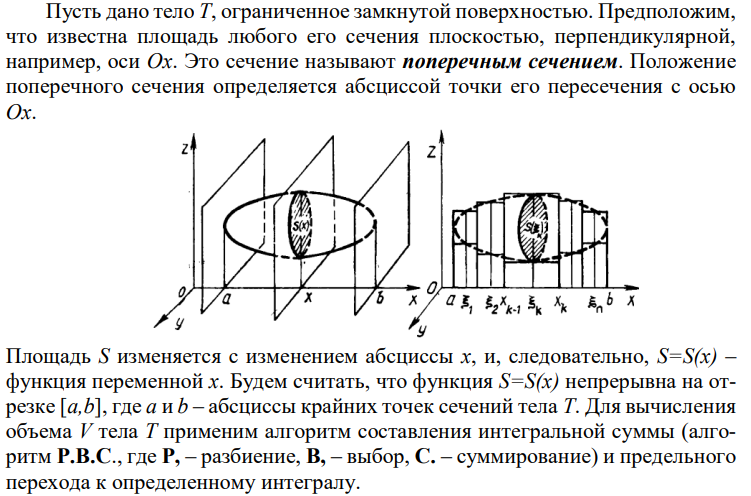 Пусть дано тело T, ограниченное замкнутой поверхностью. Предположим,
что известна площадь любого его сечения плоскостью, перпендикулярной,
например, оси Ox. Это сечение называют поперечным сечением. Положение
поперечного сечения определяется абсциссой точки его пересечения с осью
Ox.
z z
S(x) S(ξk)
0 a x b x 0 a ξ1 ξ2 xk-1 ξk xk ξn b x
y y
Площадь S изменяется с изменением абсциссы x, и, следовательно, S=S(x) –
функция переменной x. Будем считать, что функция S=S(x) непрерывна на от-
резке [a,b], где a и b – абсциссы крайних точек сечений тела T. Для вычисления
объема V тела T применим алгоритм составления интегральной суммы (алго-
ритм Р.В.С., где Р, – разбиение, В, – выбор, С. – суммирование) и предельного
перехода к определенному интегралу.